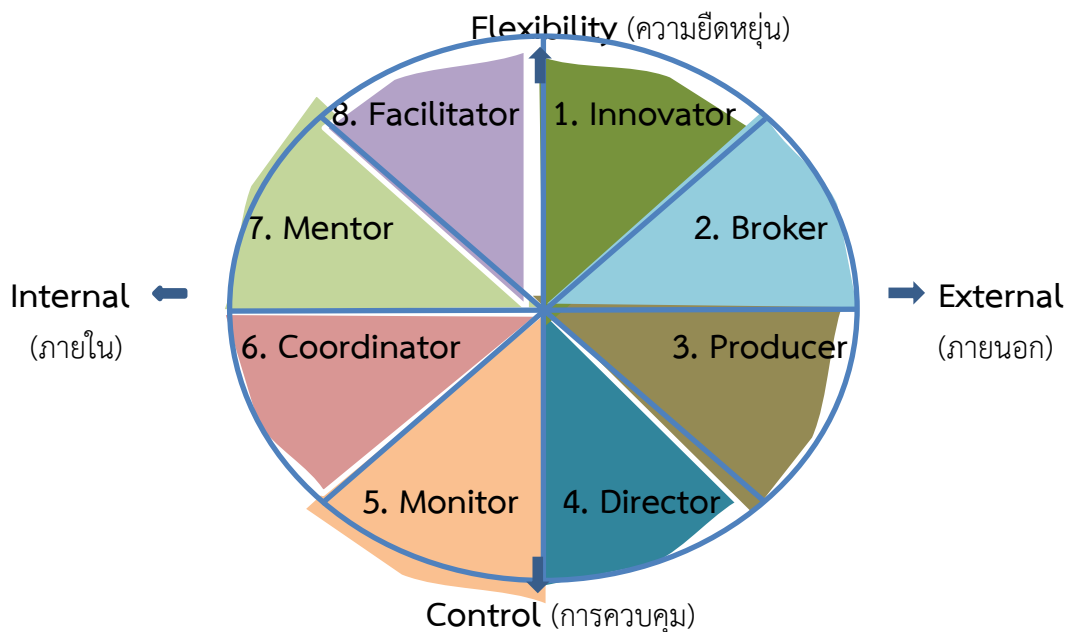 Flexibility (ความยืดหยุ่น)
8. Facilitator
1. Innovator
7. Mentor
2. Broker
Internal
(ภายใน)
External
(ภายนอก)
6. Coordinator
3. Producer
5. Monitor
4. Director
Control (การควบคุม)